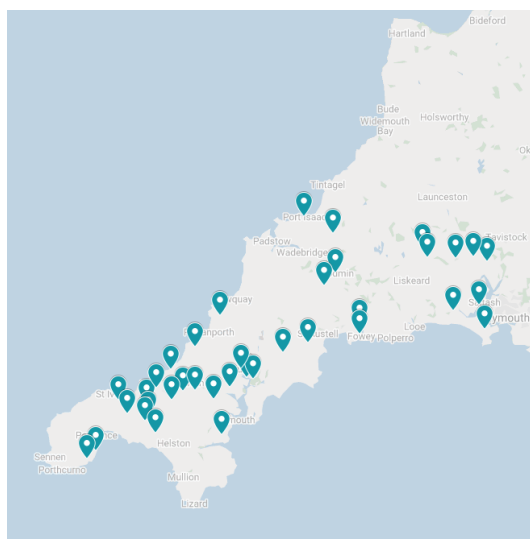 Bideford
Hartland
Bude
Widemouth
Bay
Holsworthy
Ok
Tintagel
Launceston
Port Isaac
Tavistock
Padstow
Wadebridge
Liskeard
Looe
Fowey Polperro
Helston
Mullion
Sennen
Porthcurno
Lizard